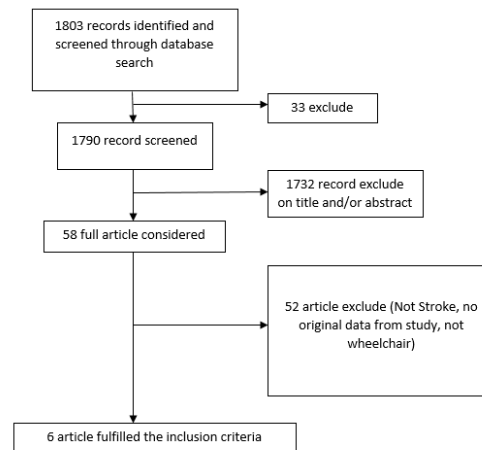 1803 records identified and
screened through database
search
33 exclude
1790 record screened
1732 record exclude
on title and/or abstract
58 full article considered
52 article exclude (Not Stroke, no
original data from study, not
wheelchair)
6 article fulfilled the inclusion criteria